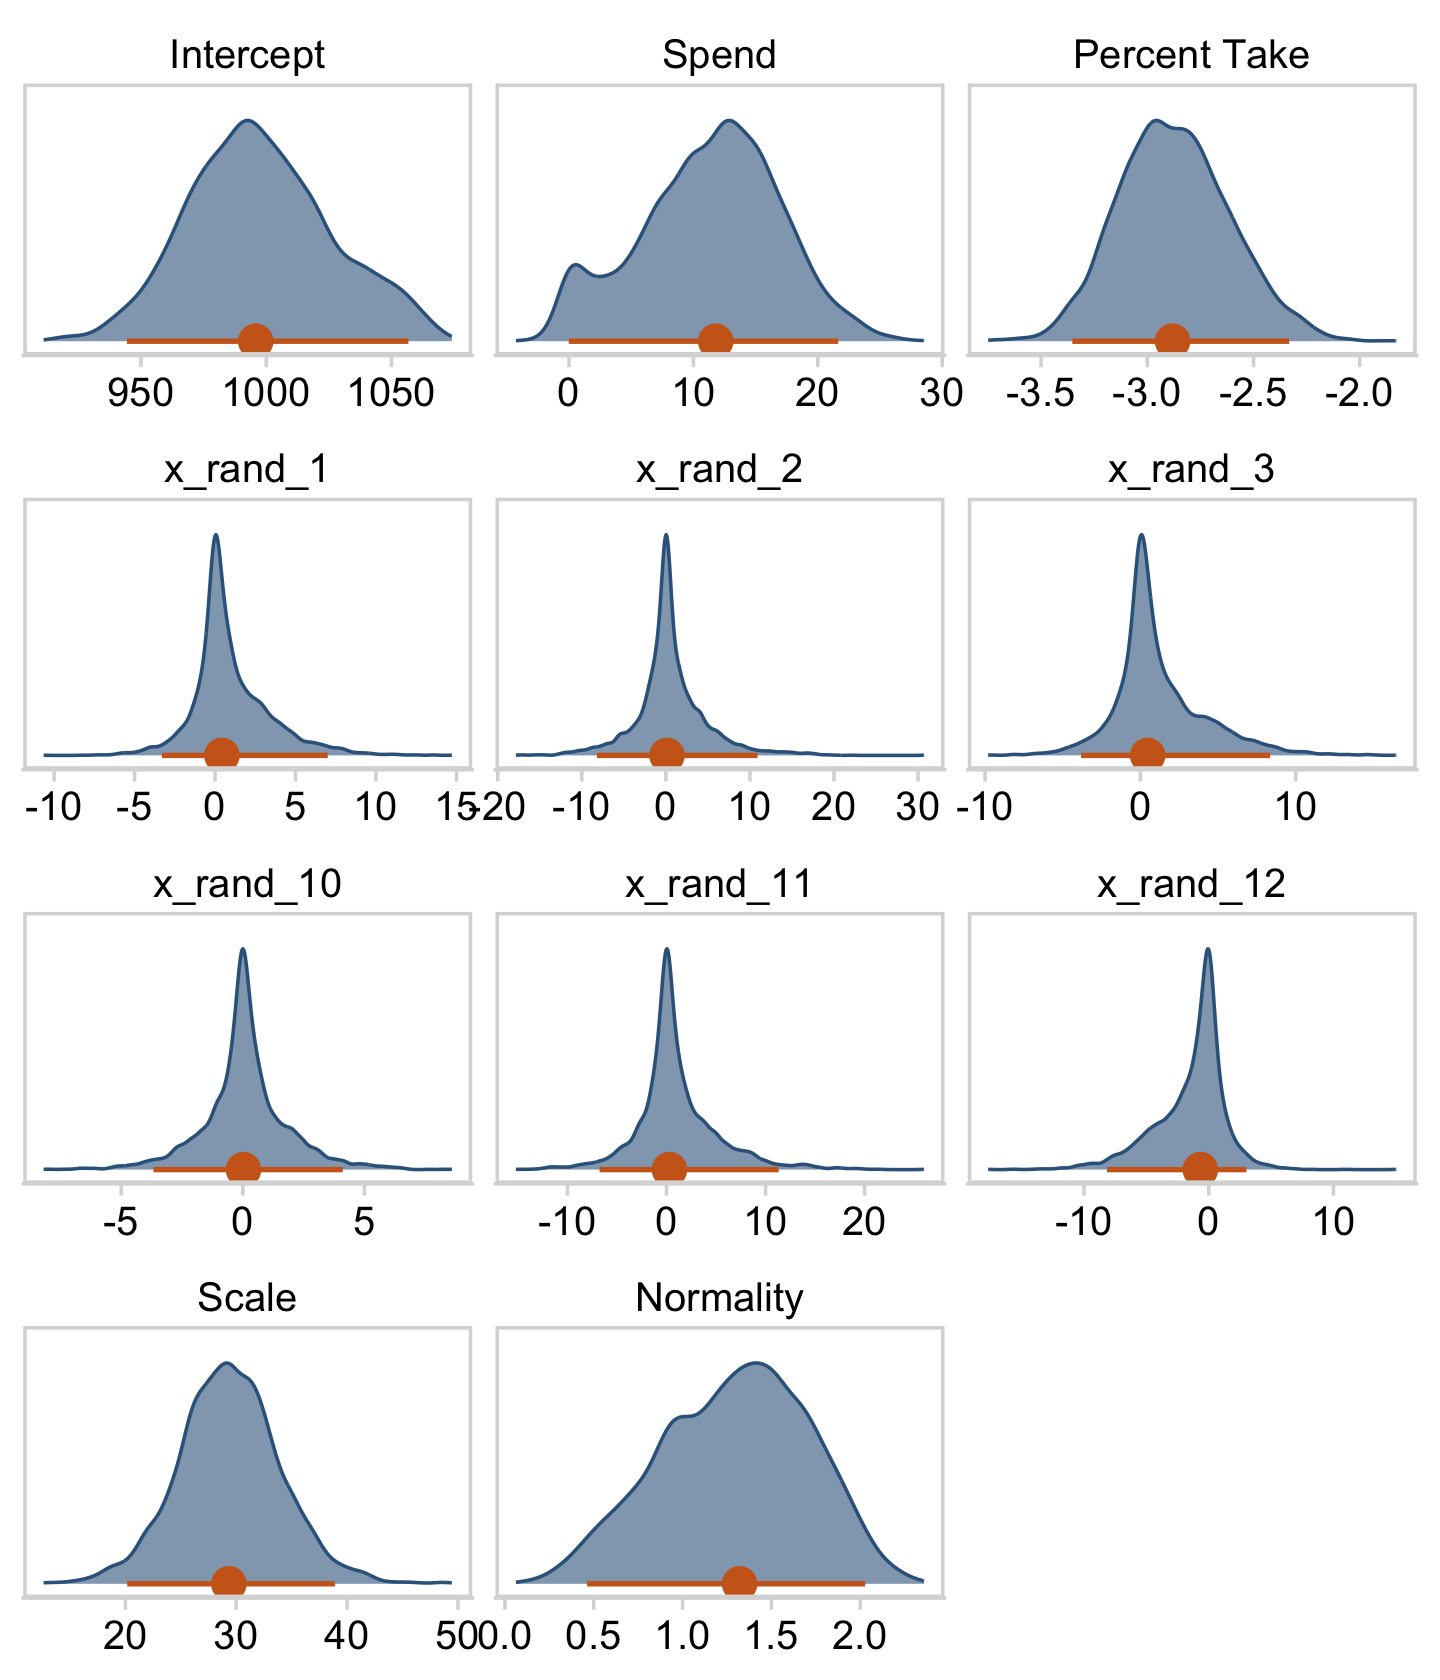 Intercept Spend Percent Take
950 1000 1050 0 10 20 30 -3.5 -3.0 -2.5 -2.0
x_rand_1 x_rand_2 x_rand_3
-10 -5 0 5 10 15 -20 -10 0 10 20 30 -10 0 10
x_rand_10 x_rand_11 x_rand_12
-5 0 5 -10 0 10 20 -10 0 10
Scale Normality
20 30 40 50 0.0 0.5 1.0 1.5 2.0